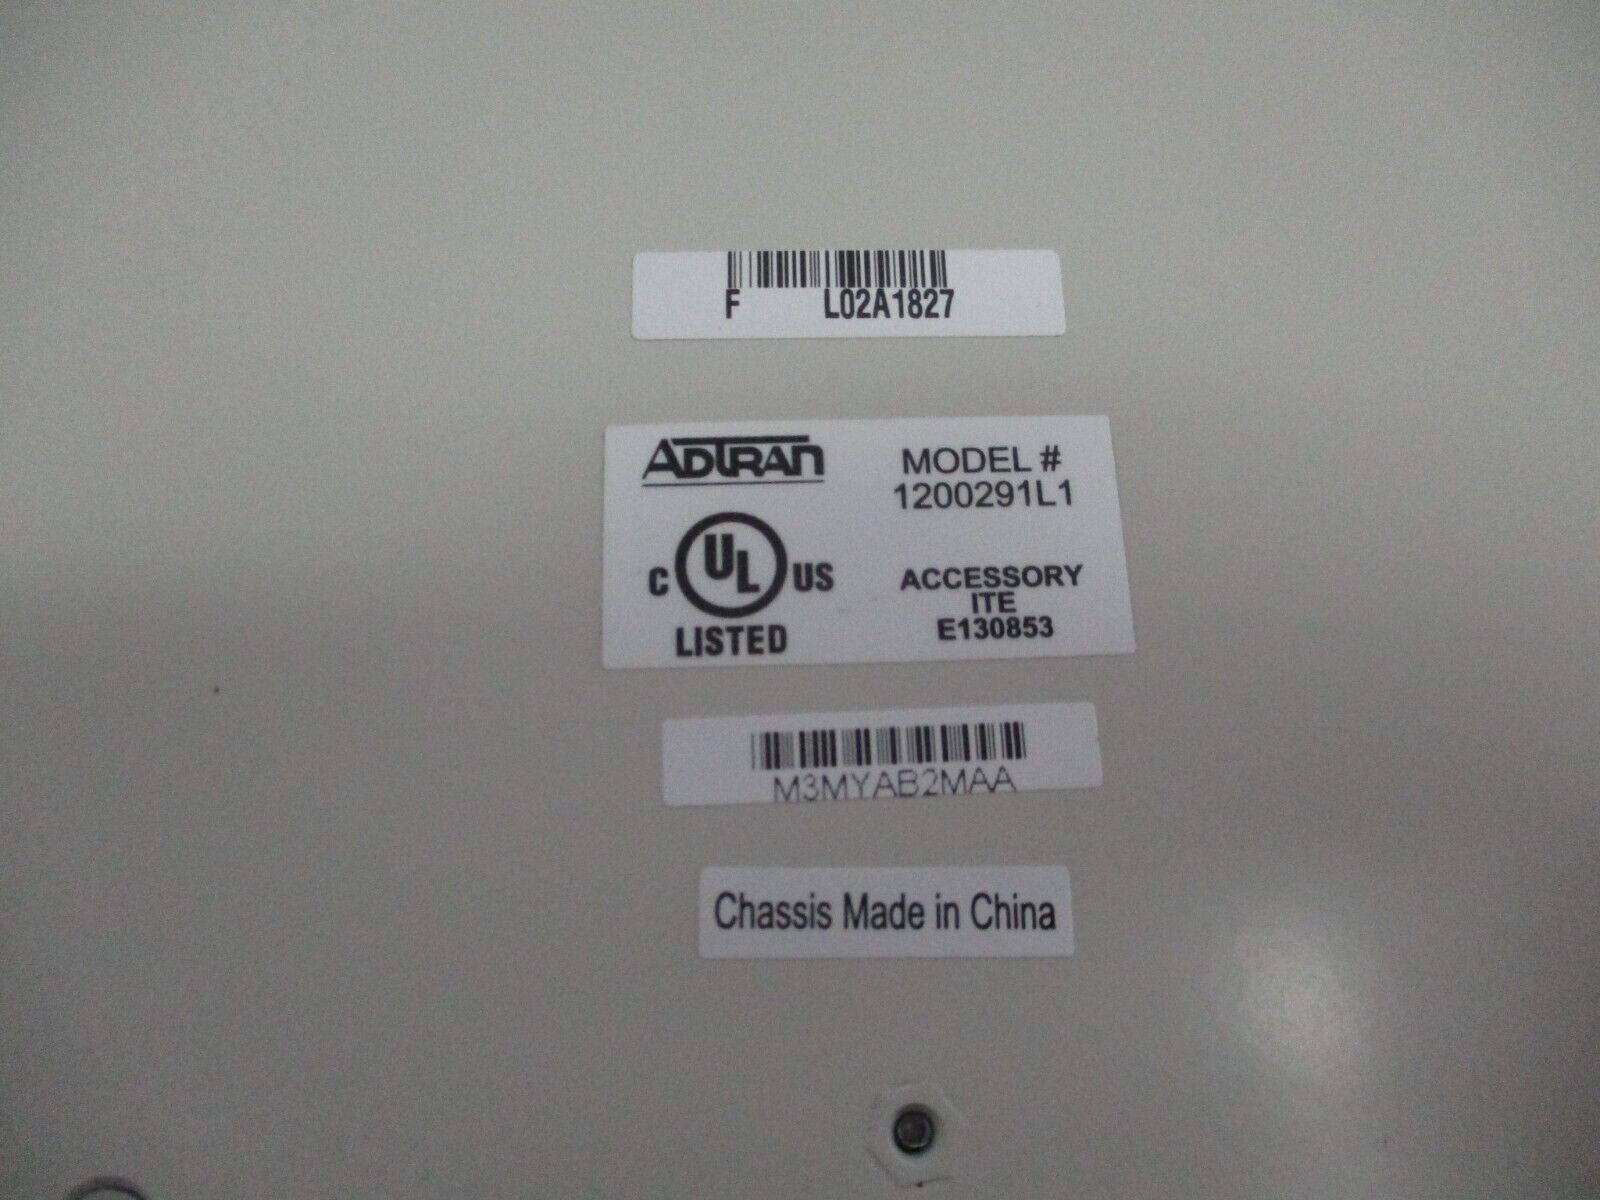 F L02A1827
ADTRAN
MODEL #
1200291L1
C UL US
LISTED
ACCESSORY
ITE
E130853
M3MYAB2MAA
Chassis Made in China